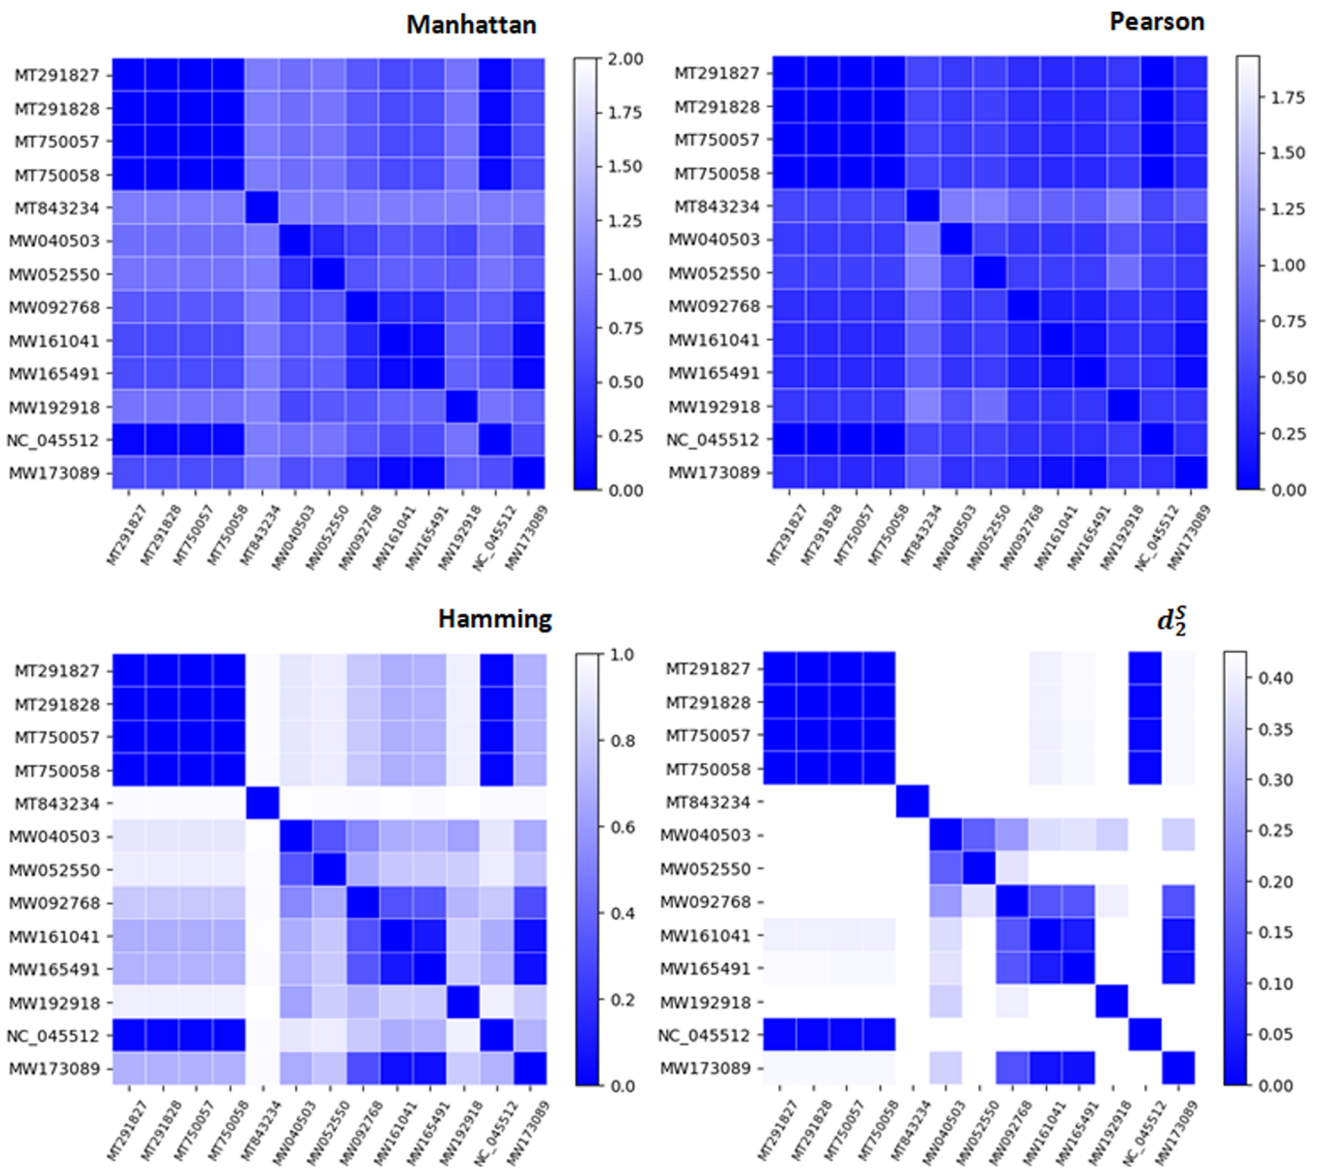 Manhattan
MT291827
MT291828
MT750057
MT750058
MT843234
MW040503
MW052550
MW092768
MW161041
MW165491
MW192918
NC_045512
MW173089
MT291827 MT291828 MT750057 MT750058 MT843234 MW040503 MW052550 MW092768 MW161041 MW165491 MW192918 NC_045512 MW173089
2.00
1.75
1.50
1.25
1.00
0.75
0.50
0.25
0.00
Pearson
MT291827
MT291828
MT750057
MT750058
MT843234
MW040503
MW052550
MW092768
MW161041
MW165491
MW192918
NC_045512
MW173089
MT291827 MT291828 MT750057 MT750058 MT843234 MW040503 MW052550 MW092768 MW161041 MW165491 MW192918 NC_045512 MW173089
1.75
1.50
1.25
1.00
0.75
0.50
0.25
0.00
Hamming
MT291827
MT291828
MT750057
MT750058
MT843234
MW040503
MW052550
MW092768
MW161041
MW165491
MW192918
NC_045512
MW173089
MT291827 MT291828 MT750057 MT750058 MT843234 MW040503 MW052550 MW092768 MW161041 MW165491 MW192918 NC_045512 MW173089
1.0
0.8
0.6
0.4
0.2
0.0
d₂ˢ
MT291827
MT291828
MT750057
MT750058
MT843234
MW040503
MW052550
MW092768
MW161041
MW165491
MW192918
NC_045512
MW173089
MT291827 MT291828 MT750057 MT750058 MT843234 MW040503 MW052550 MW092768 MW161041 MW165491 MW192918 NC_045512 MW173089
0.40
0.35
0.30
0.25
0.20
0.15
0.10
0.05
0.00